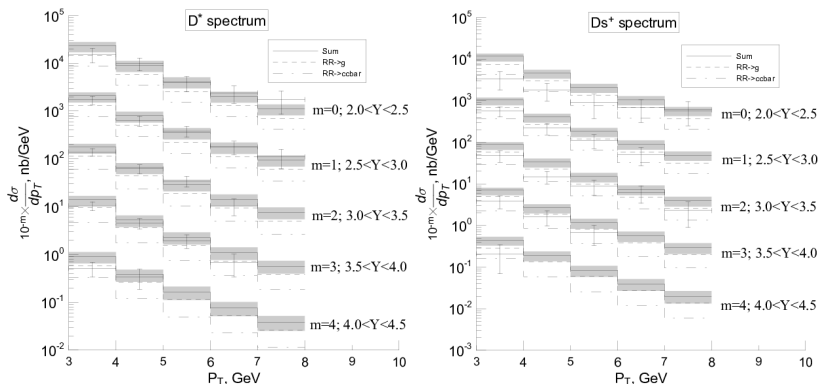 D* spectrum
Sum
RR->g
RR->ccbar
10^5
10^4
10^3
10^2
10^1
10^0
10^-1
10^-2
10^-m × dσ/dp_T, nb/GeV
m=0; 2.0<Y<2.5
m=1; 2.5<Y<3.0
m=2; 3.0<Y<3.5
m=3; 3.5<Y<4.0
m=4; 4.0<Y<4.5
3 4 5 6 7 8 9 10
P_T, GeV
Ds+ spectrum
Sum
RR->g
RR->ccbar
10^5
10^4
10^3
10^2
10^1
10^0
10^-1
10^-2
10^-3
10^-m × dσ/dp_T, nb/GeV
m=0; 2.0<Y<2.5
m=1; 2.5<Y<3.0
m=2; 3.0<Y<3.5
m=3; 3.5<Y<4.0
m=4; 4.0<Y<4.5
3 4 5 6 7 8 9 10
P_T, GeV